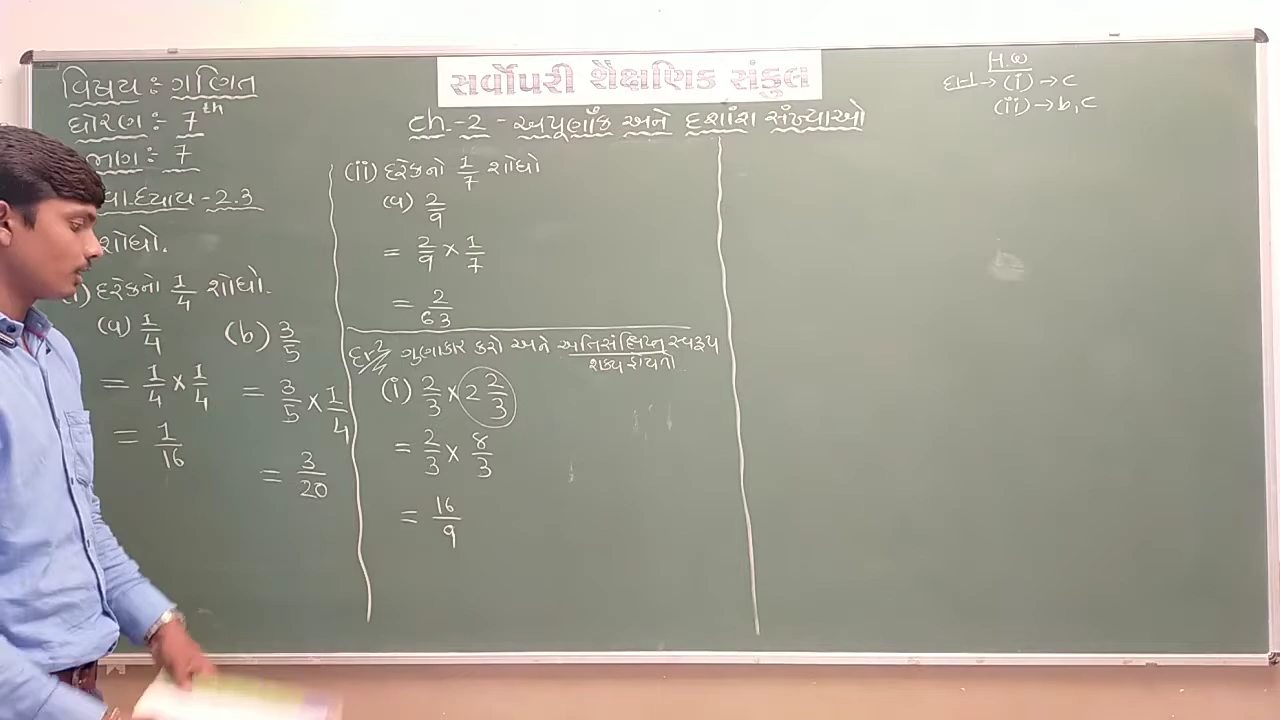 સર્વોપરી શૈક્ષણિક સંકુલ
વિષય : ગણિત
ધોરણ : 7th
ભાગ : 7
2.3
Ch.-2 - અપૂર્ણાંક અને દશાંશ સંખ્યાઓ
શોધો.
(i) દરેકનો 1/4 શોધો.
(a) 1/4
= 1/4 × 1/4
= 1/16
(b) 3/5
= 3/5 × 1/4
= 3/20
(ii) દરેકનો 1/7 શોધો
(a) 2/9
= 2/9 × 1/7
= 2/63
દા-2 ગુણાકાર કરો અને અતિસંક્ષિપ્ત સ્વરૂપ
શક્ય હોય તો
(i) 2/3 × 2 2/3
= 2/3 × 8/3
= 16/9
H.W
દા-1 → (i) → c
(ii) → b, c